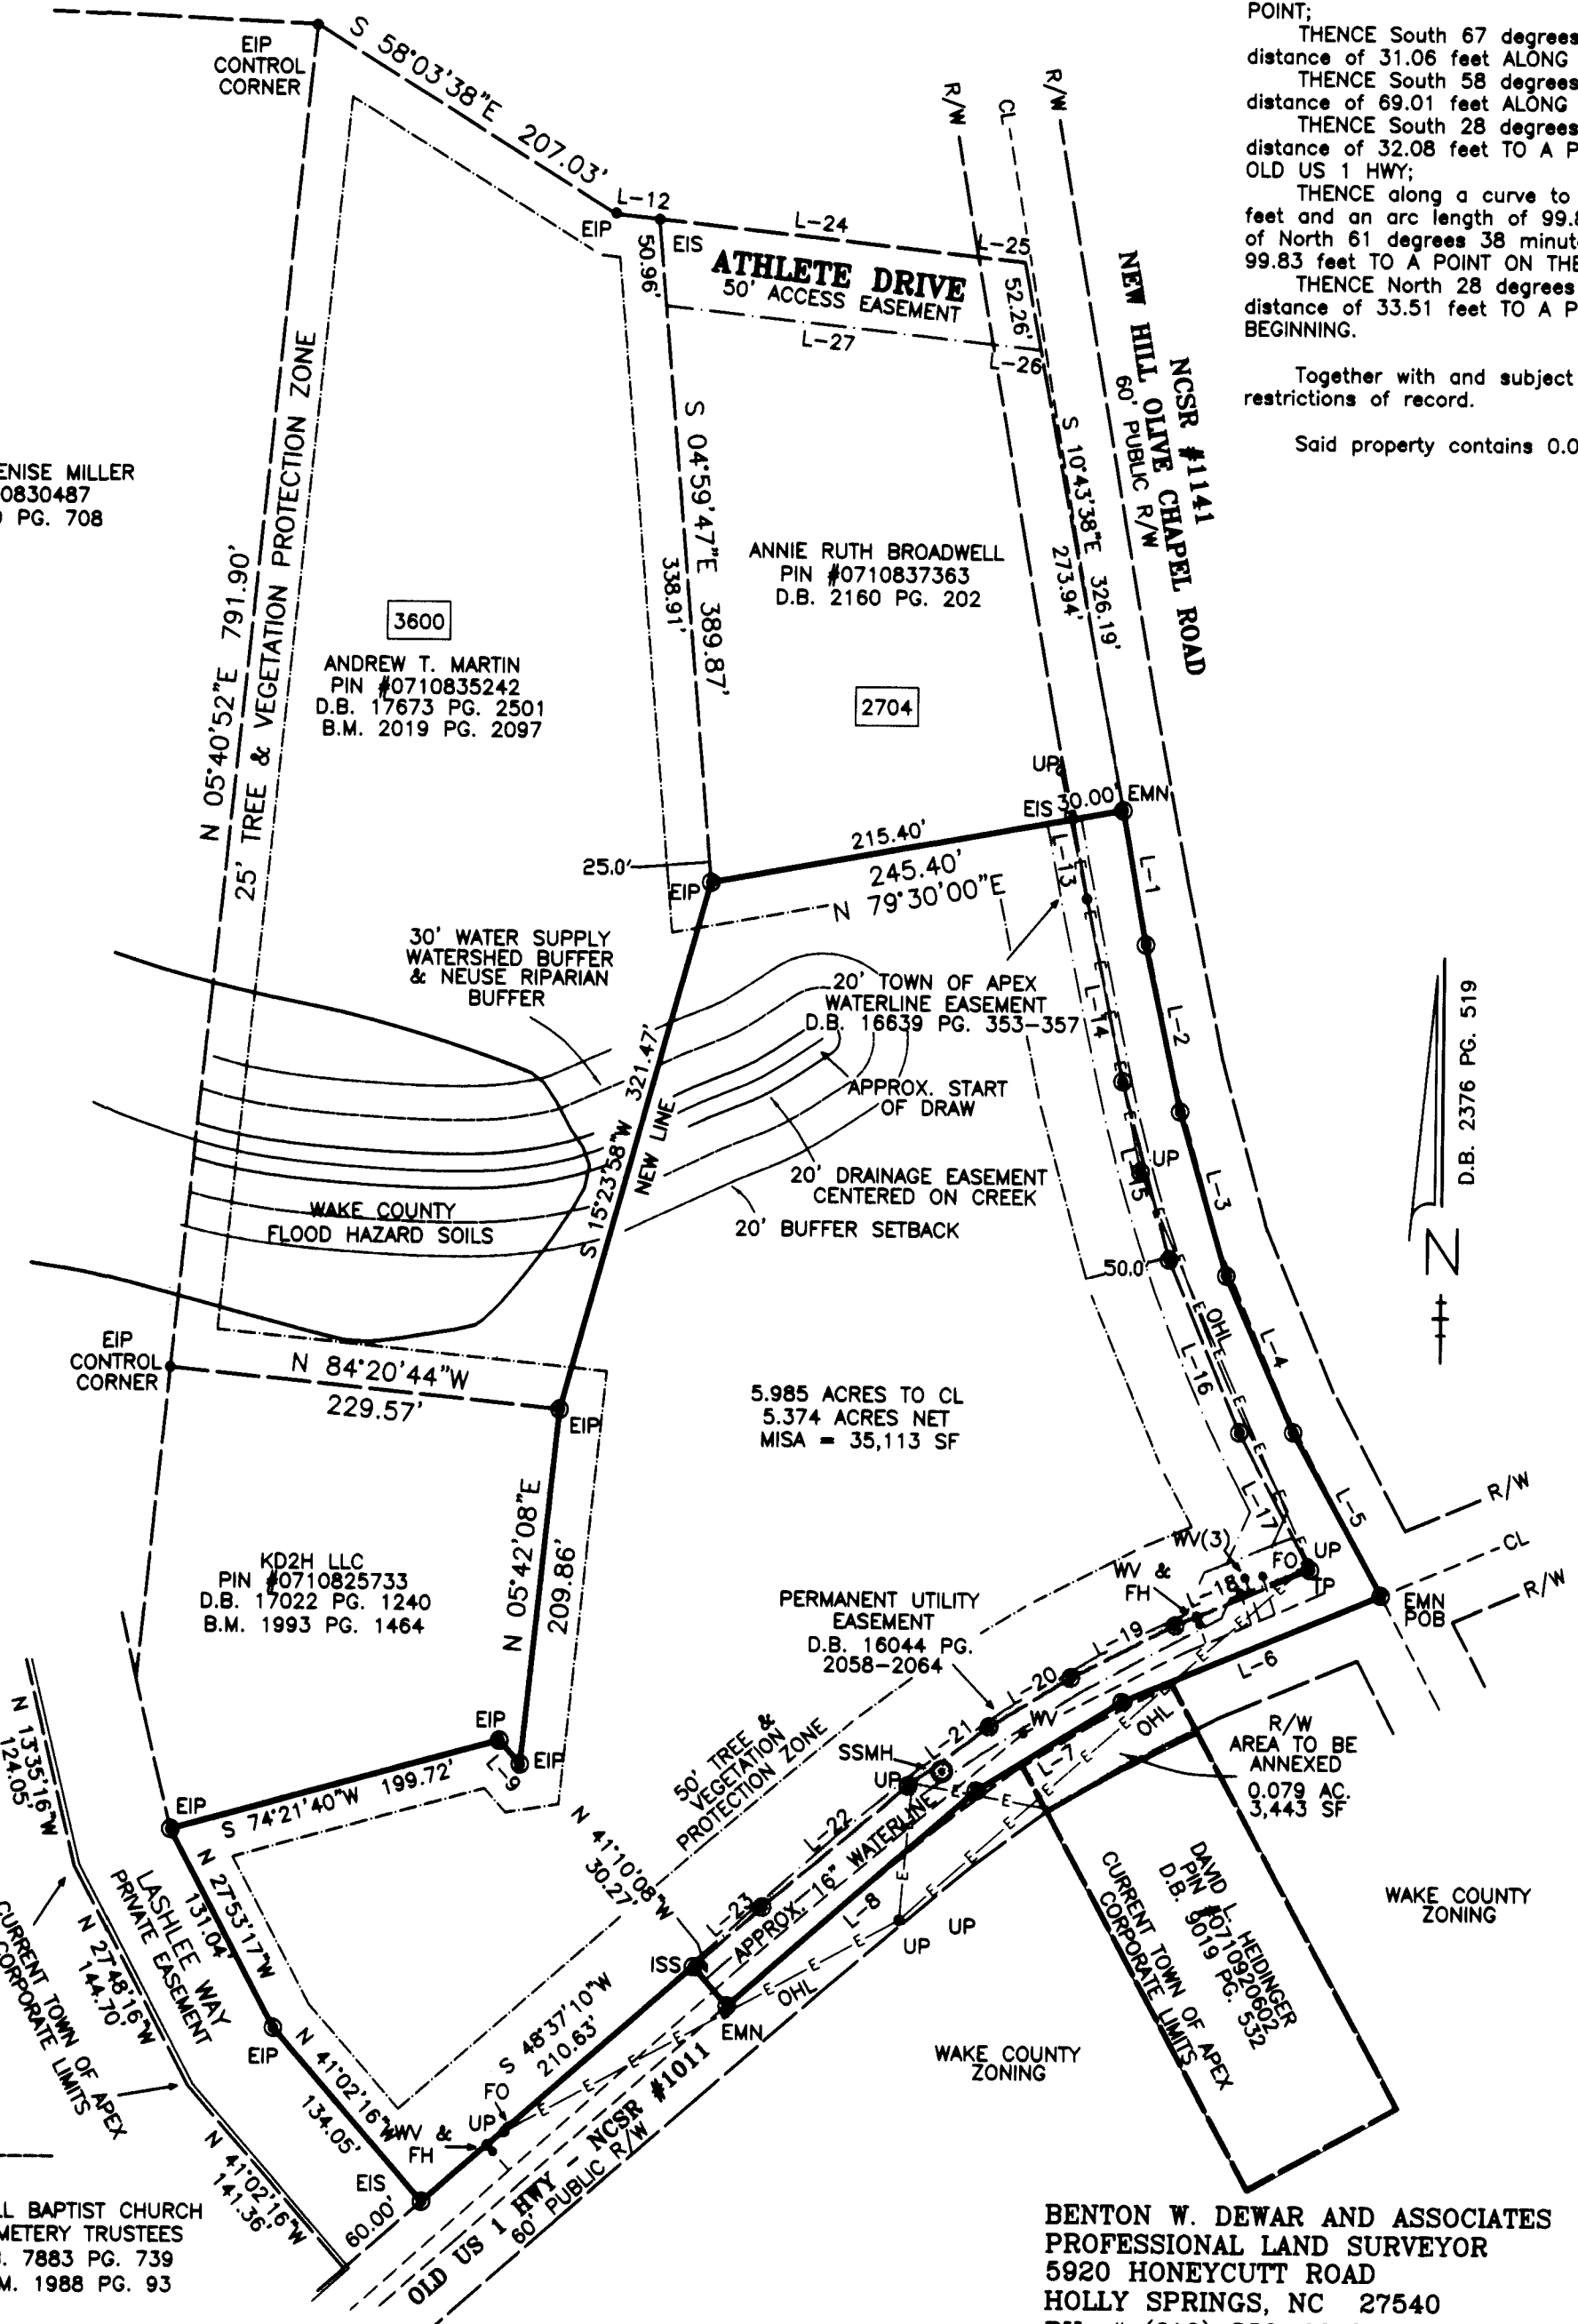 POINT;
THENCE South 67 degrees
distance of 31.06 feet ALONG
THENCE South 58 degrees
distance of 69.01 feet ALONG
THENCE South 28 degrees
distance of 32.08 feet TO A P
OLD US 1 HWY;
THENCE along a curve to
feet and an arc length of 99.8
of North 61 degrees 38 minut
99.83 feet TO A POINT ON THE
THENCE North 28 degrees
distance of 33.51 feet TO A P
BEGINNING.
Together with and subject
restrictions of record.
Said property contains 0.0
EIP
CONTROL
CORNER
S 58°03'38"E 207.03'
L-12
EIP
EIS
50.96'
L-24
L-25
ATHLETE DRIVE
50' ACCESS EASEMENT
L-27
L-26
52.26'
R/W
CL
R/W
NCSR #1141
NEW HILL OLIVE CHAPEL ROAD
60' PUBLIC R/W
S 10°43'38"E 326.19'
273.94'
ENISE MILLER
0830487
PG. 708
N 05°40'52"E 791.90'
25' TREE & VEGETATION PROTECTION ZONE
S 04°59'47"E 389.87'
338.91'
3600
ANDREW T. MARTIN
PIN #0710835242
D.B. 17673 PG. 2501
B.M. 2019 PG. 2097
ANNIE RUTH BROADWELL
PIN #0710837363
D.B. 2160 PG. 202
2704
UP
EIS
30.00'
EMN
215.40'
245.40'
N 79°30'00"E
25.0'
EIP
L-13
L-1
30' WATER SUPPLY
WATERSHED BUFFER
& NEUSE RIPARIAN
BUFFER
20' TOWN OF APEX
WATERLINE EASEMENT
D.B. 16639 PG. 353-357
L-14
L-2
APPROX. START
OF DRAW
S 15°23'58"W 321.47'
NEW LINE
20' DRAINAGE EASEMENT
CENTERED ON CREEK
20' BUFFER SETBACK
UP
L-15
L-3
50.0'
WAKE COUNTY
FLOOD HAZARD SOILS
D.B. 2376 PG. 519
N
EIP
CONTROL
CORNER
N 84°20'44"W
229.57'
EIP
OHL
L-16
L-4
5.985 ACRES TO CL
5.374 ACRES NET
MISA = 35,113 SF
L-17
L-5
R/W
CL
R/W
N 05°42'08"E
209.86'
KD2H LLC
PIN #0710825733
D.B. 17022 PG. 1240
B.M. 1993 PG. 1464
WV(3)
WV &
FH
FO
UP
TP
EMN
POB
PERMANENT UTILITY
EASEMENT
D.B. 16044 PG.
2058-2064
L-18
L-19
L-20
L-21
L-22
L-23
L-6
L-7
L-8
WV
OHL
SSMH
UP
50' TREE &
VEGETATION
PROTECTION ZONE
R/W
AREA TO BE
ANNEXED
0.079 AC.
3,443 SF
EIP
L-9
EIP
EIP
S 74°21'40"W 199.72'
N 41°10'08"W
30.27'
N 13°35'16"W
124.05'
N 27°53'17"W
131.04'
LASHLEE WAY
PRIVATE EASEMENT
N 27°48'16"W
144.70'
CURRENT TOWN OF APEX
CORPORATE LIMITS
APPROX. 16" WATERLINE
ISS
EMN
OHL
UP
UP
DAVID L. HEIDINGER
PIN #0710920602
D.B. 9019 PG. 532
CURRENT TOWN OF APEX
CORPORATE LIMITS
WAKE COUNTY
ZONING
WAKE COUNTY
ZONING
EIP
N 41°02'16"W
134.05'
S 48°37'10"W
210.63'
FO
UP
WV &
FH
EIS
60.00'
N 41°02'16"W
141.36'
OLD US 1 HWY - NCSR #1011
60' PUBLIC R/W
LL BAPTIST CHURCH
METERY TRUSTEES
. 7883 PG. 739
M. 1988 PG. 93
BENTON W. DEWAR AND ASSOCIATES
PROFESSIONAL LAND SURVEYOR
5920 HONEYCUTT ROAD
HOLLY SPRINGS, NC 27540